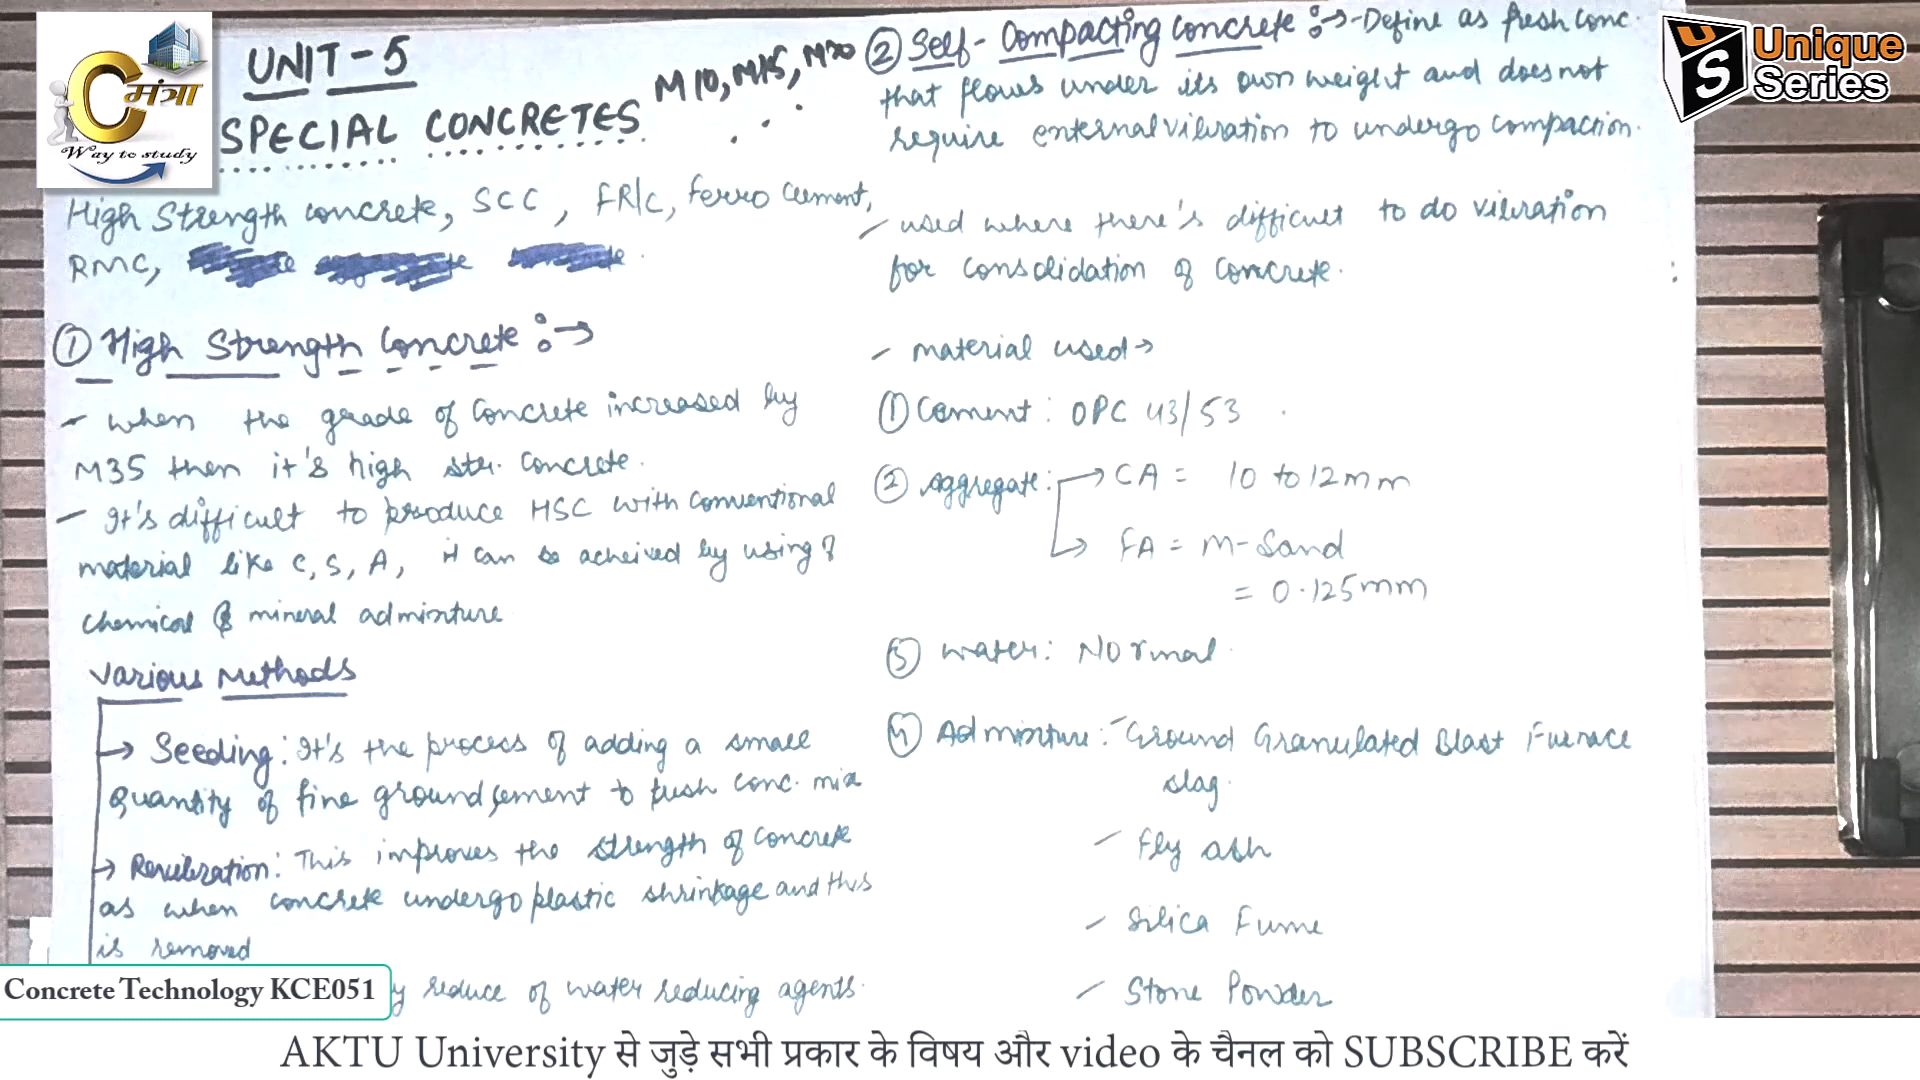 UNIT-5
SPECIAL CONCRETES
M10, M15, M20
High Strength concrete, SCC, FR/C, ferro cement,
RMC,
① High Strength Concrete :→
- when the grade of concrete increased by
M35 then it's high str. concrete.
- It's difficult to produce HSC with conventional
material like C, S, A, it can be acheived by using
chemical & mineral admixture
Various Methods
→ Seeding: It's the process of adding a small
quantity of fine ground cement to fresh conc. mix
→ Revibration: This improves the strength of concrete
as when concrete undergo plastic shrinkage and this
is removed
reduce of water reducing agents.
② Self-Compacting Concrete :→ -Define as fresh conc.
that flows under its own weight and does not
require external vibration to undergo compaction.
- used where there's difficult to do vibration
for consolidation of concrete.
- material used→
① Cement: OPC 43/53
② Aggregate: → CA = 10 to 12mm
→ FA = M-Sand
= 0.125mm
③ water: Normal
④ Admixture: - Ground Granulated Blast Furnace
slag.
- fly ash
- Silica Fume
- Stone Powder
C मंत्रा
Way to study
US
Unique
Series
Concrete Technology KCE051
AKTU University से जुड़े सभी प्रकार के विषय और video के चैनल को SUBSCRIBE करें